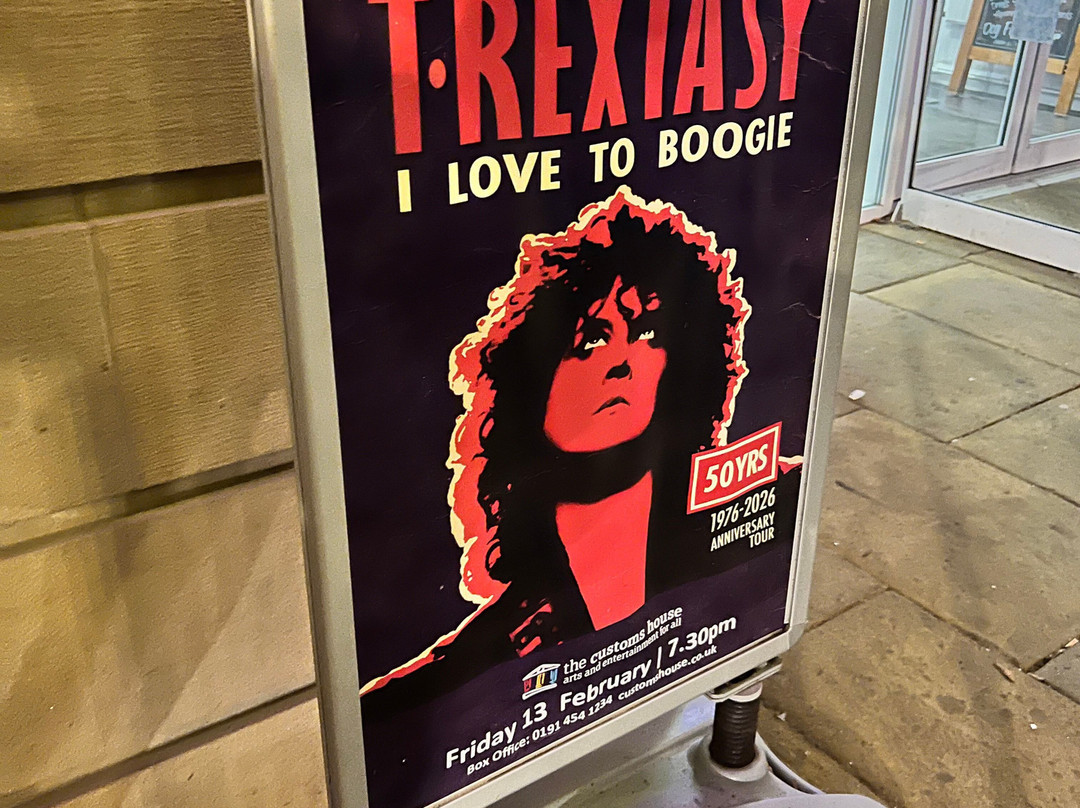 T•REXTASY
I LOVE TO BOOGIE
50YRS
1976-2026
ANNIVERSARY
TOUR
the customs house
arts and entertainment for all
Friday 13 February | 7.30pm
Box Office: 0191 454 1234 customshouse.co.uk